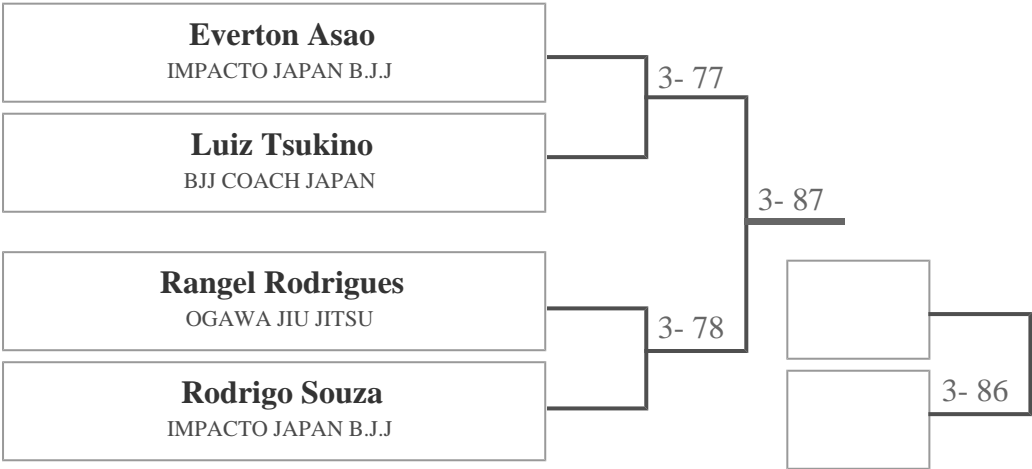 Everton Asao
IMPACTO JAPAN B.J.J
3- 77
Luiz Tsukino
BJJ COACH JAPAN
3- 87
Rangel Rodrigues
OGAWA JIU JITSU
3- 78
Rodrigo Souza
IMPACTO JAPAN B.J.J
3- 86